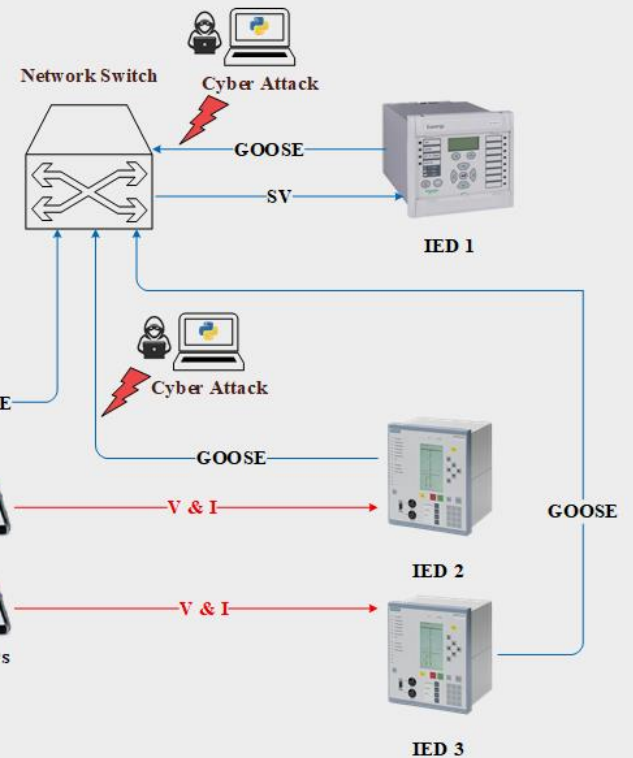 Network Switch
Cyber Attack
GOOSE
SV
IED 1
Cyber Attack
E
GOOSE
GOOSE
V & I
IED 2
V & I
s
IED 3